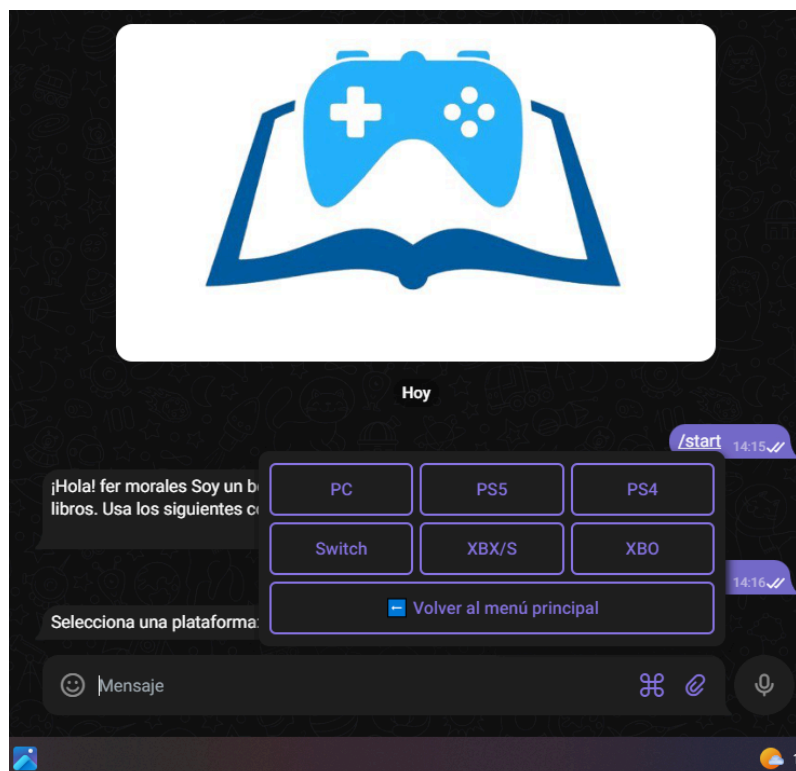 Hoy
/start
14:15
¡Hola! fer morales Soy un b
libros. Usa los siguientes c
PC PS5 PS4
Switch XBX/S XBO
Volver al menú principal
14:16
Selecciona una plataforma:
Mensaje